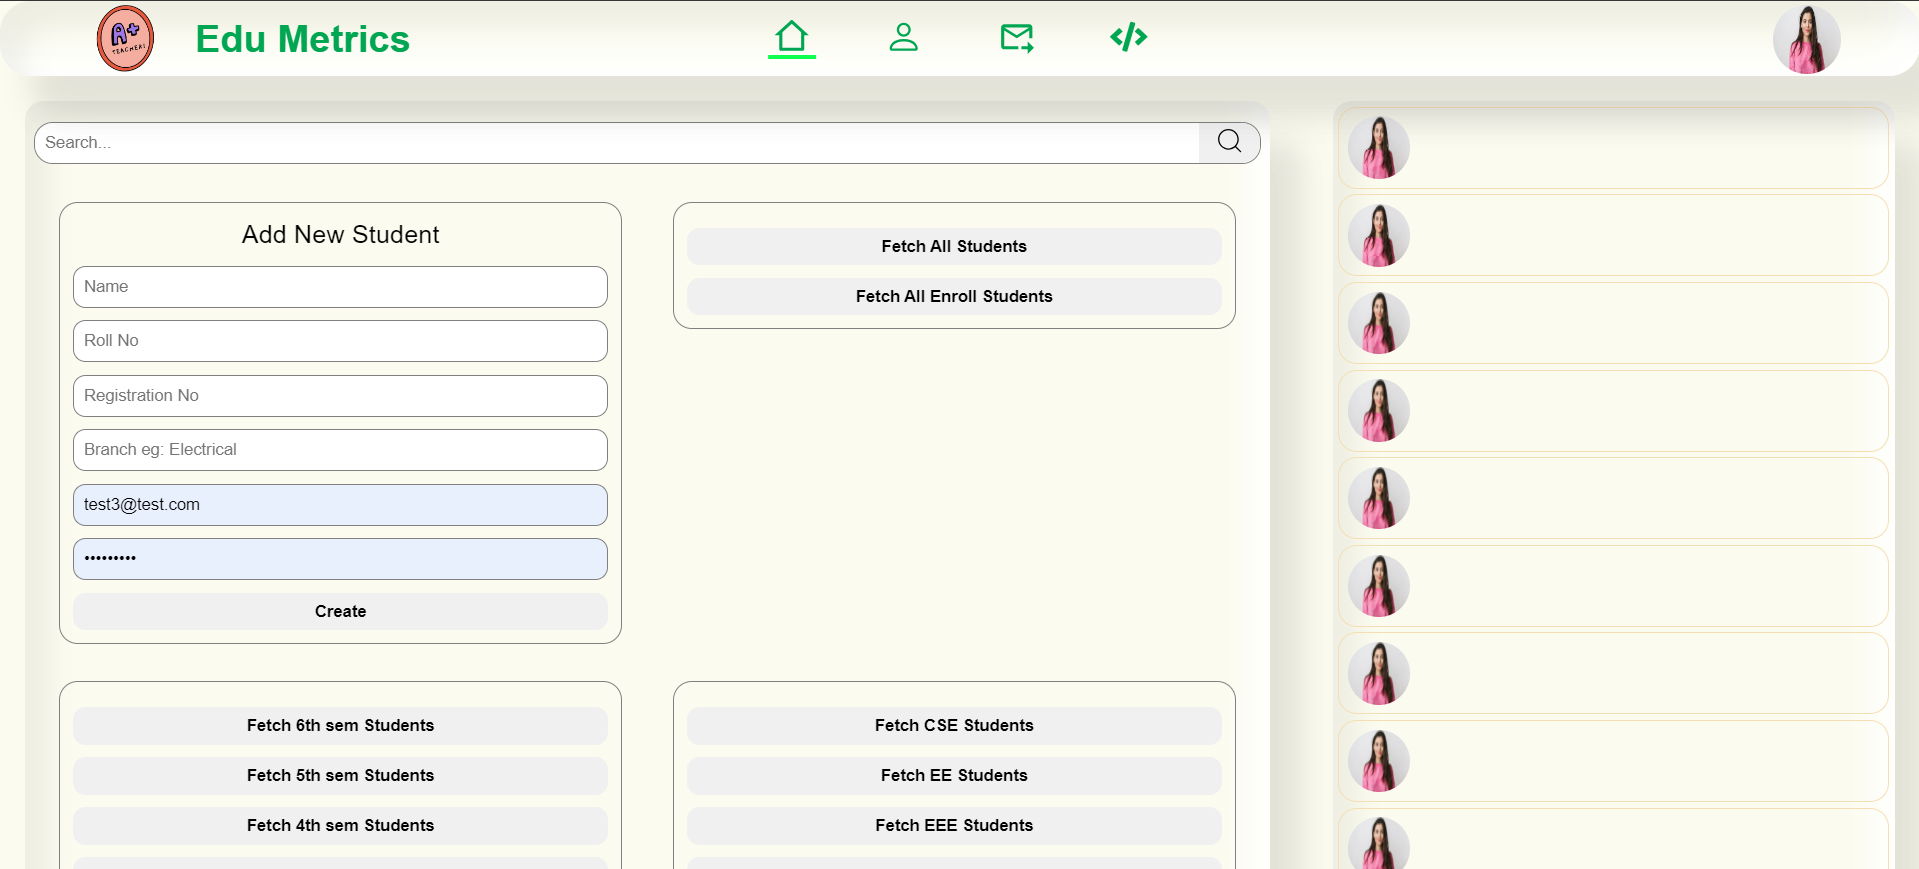 A+
TEACHER!
Edu Metrics
Search...
Add New Student
Name
Roll No
Registration No
Branch eg: Electrical
test3@test.com
•••••••••
Create
Fetch All Students
Fetch All Enroll Students
Fetch 6th sem Students
Fetch 5th sem Students
Fetch 4th sem Students
Fetch CSE Students
Fetch EE Students
Fetch EEE Students